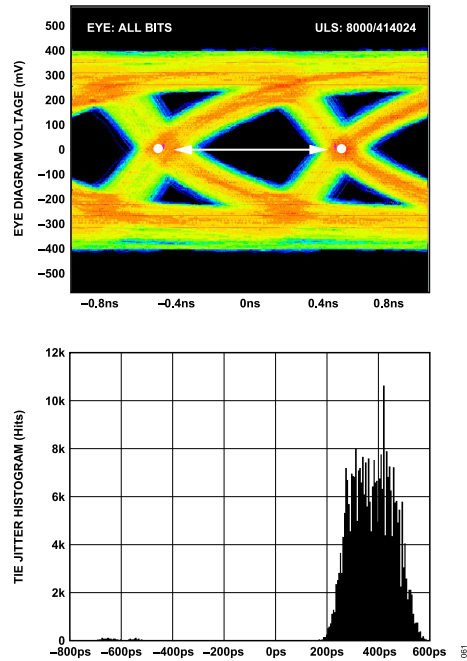 EYE: ALL BITS ULS: 8000/414024
EYE DIAGRAM VOLTAGE (mV)
500
400
300
200
100
0
–100
–200
–300
–400
–500
–0.8ns –0.4ns 0ns 0.4ns 0.8ns
TIE JITTER HISTOGRAM (Hits)
12k
10k
8k
6k
4k
2k
0
–800ps –600ps –400ps –200ps 0ps 200ps 400ps 600ps
061